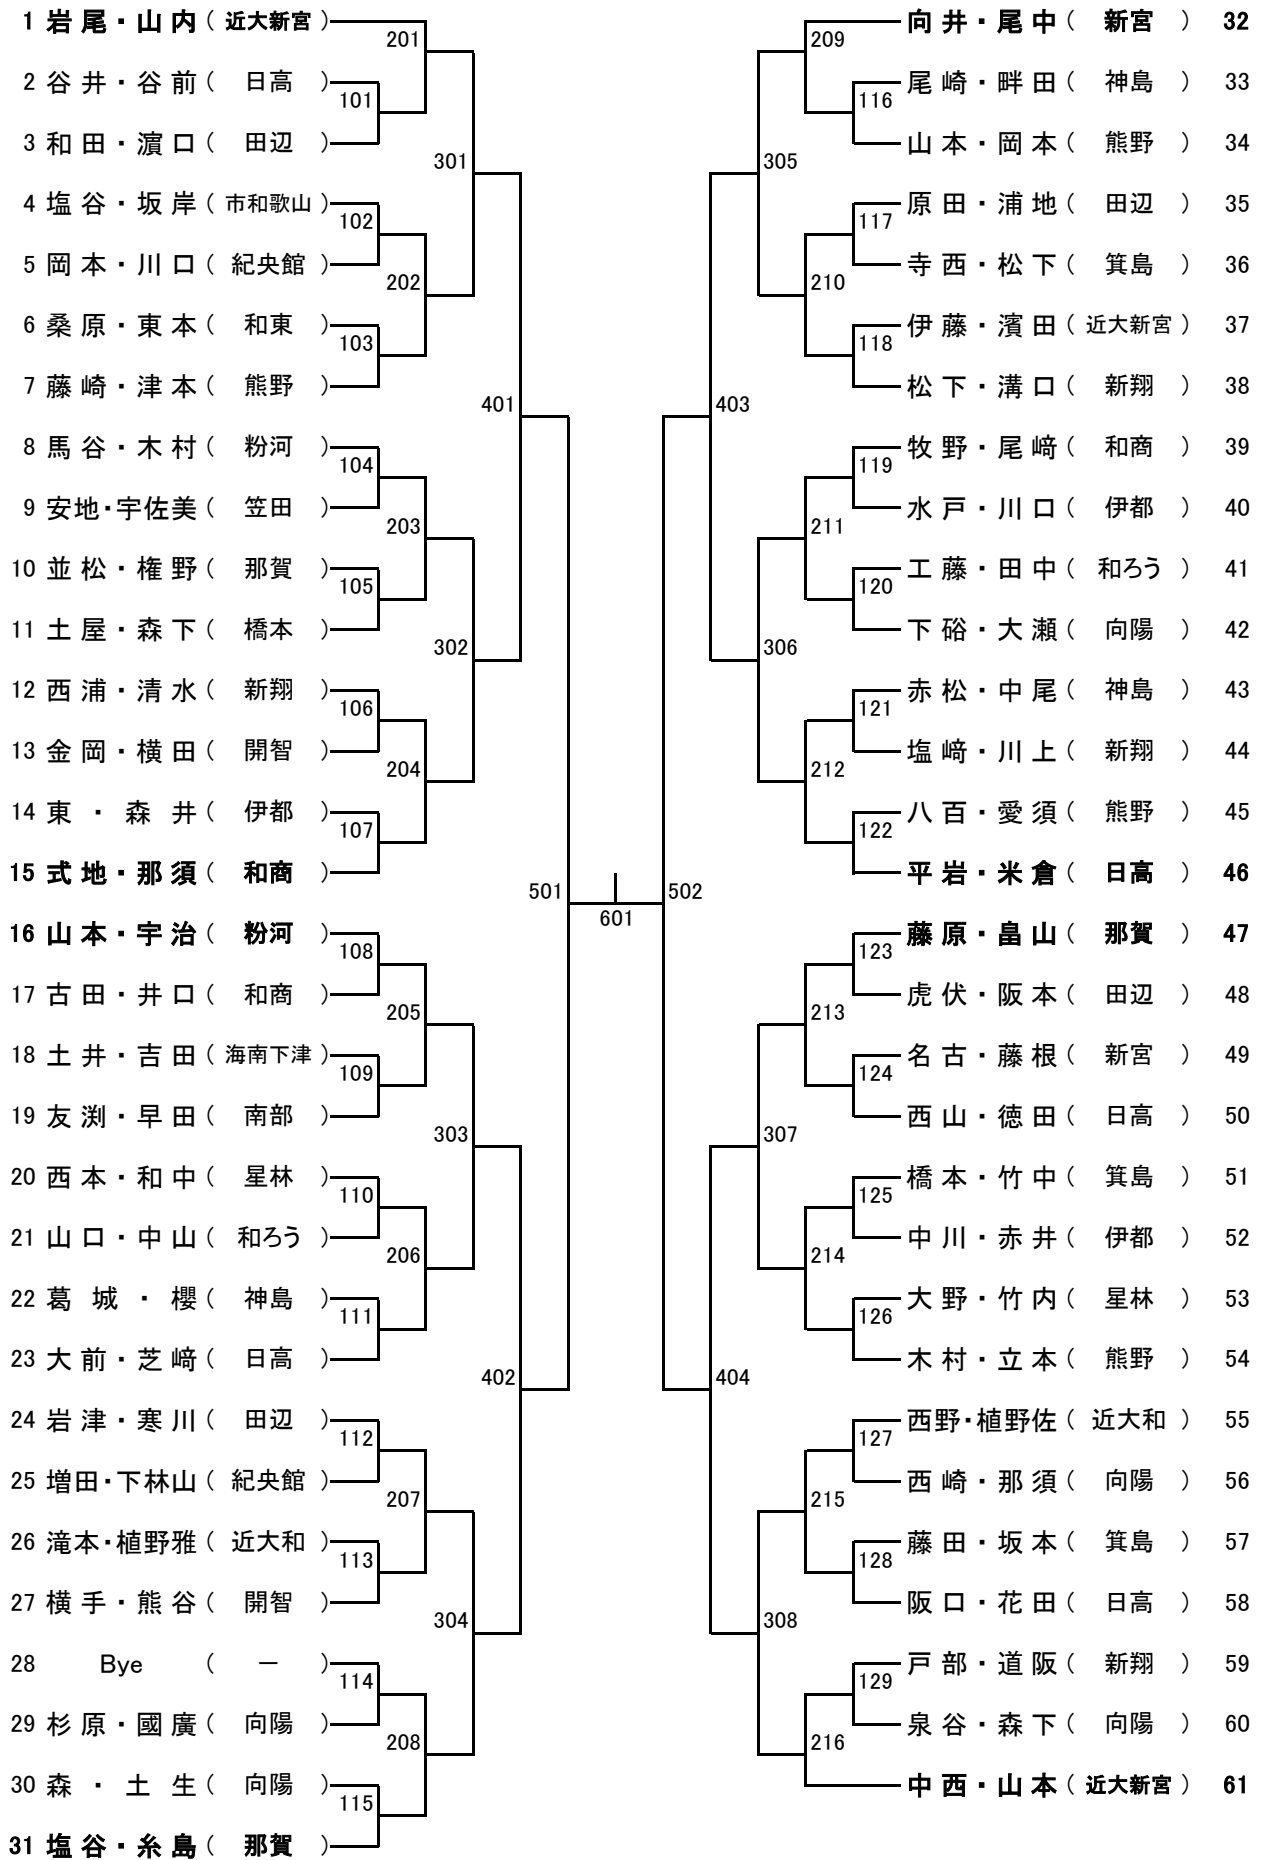 1 岩尾・山内 ( 近大新宮 )
201
2 谷井・谷前 ( 日高 )
101
3 和田・濵口 ( 田辺 )
301
4 塩谷・坂岸 ( 市和歌山 )
102
5 岡本・川口 ( 紀央館 )
202
6 桑原・東本 ( 和東 )
103
7 藤崎・津本 ( 熊野 )
401
8 馬谷・木村 ( 粉河 )
104
9 安地・宇佐美 ( 笠田 )
203
10 並松・権野 ( 那賀 )
105
11 土屋・森下 ( 橋本 )
302
12 西浦・清水 ( 新翔 )
106
13 金岡・横田 ( 開智 )
204
14 東・森井 ( 伊都 )
107
15 式地・那須 ( 和商 )
501
16 山本・宇治 ( 粉河 )
108
17 古田・井口 ( 和商 )
205
18 土井・吉田 ( 海南下津 )
109
19 友渕・早田 ( 南部 )
303
20 西本・和中 ( 星林 )
110
21 山口・中山 ( 和ろう )
206
22 葛城・櫻 ( 神島 )
111
23 大前・芝﨑 ( 日高 )
402
24 岩津・寒川 ( 田辺 )
112
25 増田・下林山 ( 紀央館 )
207
26 滝本・植野雅 ( 近大和 )
113
27 横手・熊谷 ( 開智 )
304
28 Bye ( ー )
114
29 杉原・國廣 ( 向陽 )
208
30 森・土生 ( 向陽 )
115
31 塩谷・糸島 ( 那賀 )
601
向井・尾中 ( 新宮 ) 32
209
尾崎・畔田 ( 神島 ) 33
116
山本・岡本 ( 熊野 ) 34
305
原田・浦地 ( 田辺 ) 35
117
寺西・松下 ( 箕島 ) 36
210
伊藤・濱田 ( 近大新宮 ) 37
118
松下・溝口 ( 新翔 ) 38
403
牧野・尾﨑 ( 和商 ) 39
119
水戸・川口 ( 伊都 ) 40
211
工藤・田中 ( 和ろう ) 41
120
下硲・大瀬 ( 向陽 ) 42
306
赤松・中尾 ( 神島 ) 43
121
塩﨑・川上 ( 新翔 ) 44
212
八百・愛須 ( 熊野 ) 45
122
平岩・米倉 ( 日高 ) 46
502
藤原・畠山 ( 那賀 ) 47
123
虎伏・阪本 ( 田辺 ) 48
213
名古・藤根 ( 新宮 ) 49
124
西山・徳田 ( 日高 ) 50
307
橋本・竹中 ( 箕島 ) 51
125
中川・赤井 ( 伊都 ) 52
214
大野・竹内 ( 星林 ) 53
126
木村・立本 ( 熊野 ) 54
404
西野・植野佐 ( 近大和 ) 55
127
西崎・那須 ( 向陽 ) 56
215
藤田・坂本 ( 箕島 ) 57
128
阪口・花田 ( 日高 ) 58
308
戸部・道阪 ( 新翔 ) 59
129
泉谷・森下 ( 向陽 ) 60
216
中西・山本 ( 近大新宮 ) 61